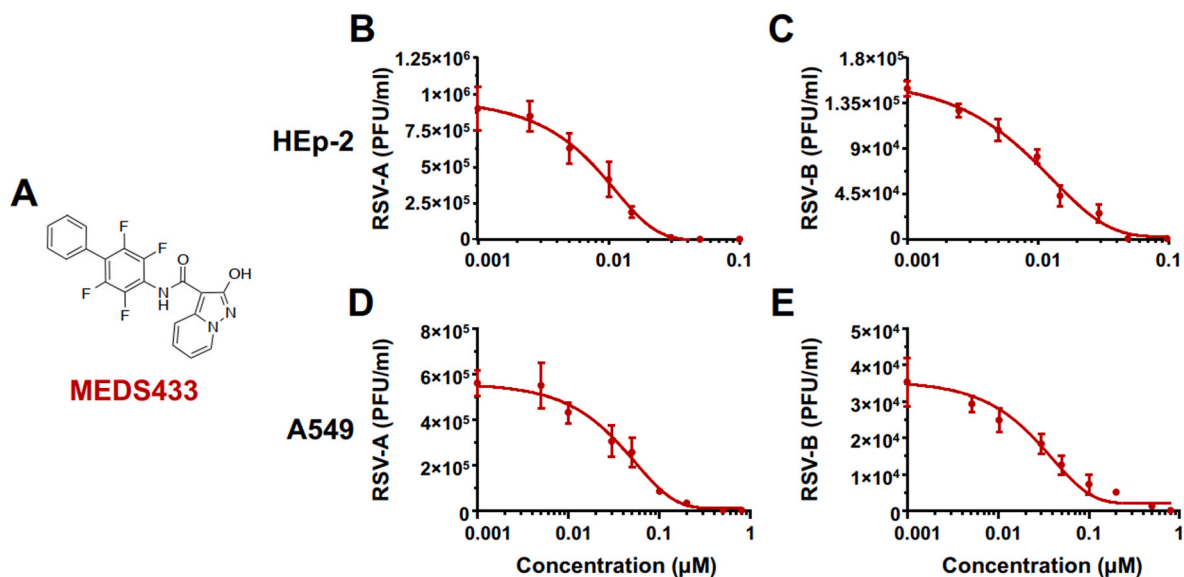 A
F
F
F
F
O
N
H
OH
N
N
MEDS433
HEp-2
A549
B
RSV-A (PFU/ml)
1.25×10⁶
1×10⁶
7.5×10⁵
5×10⁵
2.5×10⁵
0
0.001
0.01
0.1
C
RSV-B (PFU/ml)
1.8×10⁵
1.35×10⁵
9×10⁴
4.5×10⁴
0
0.001
0.01
0.1
D
RSV-A (PFU/ml)
8×10⁵
6×10⁵
4×10⁵
2×10⁵
0
0.001
0.01
0.1
1
Concentration (µM)
E
RSV-B (PFU/ml)
5×10⁴
4×10⁴
3×10⁴
2×10⁴
1×10⁴
0
0.001
0.01
0.1
1
Concentration (µM)